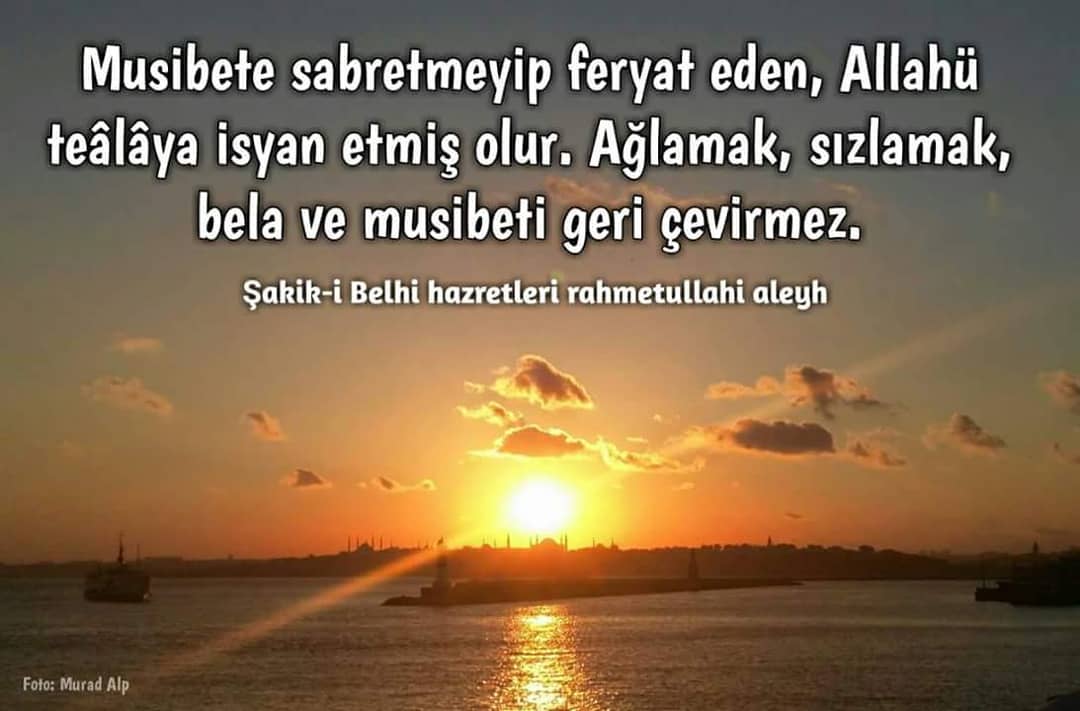 Musibete sabretmeyip feryat eden, Allahü
teâlâya isyan etmiş olur. Ağlamak, sızlamak,
bela ve musibeti geri çevirmez.
Şakik-i Belhi hazretleri rahmetullahi aleyh
Foto: Murad Alp